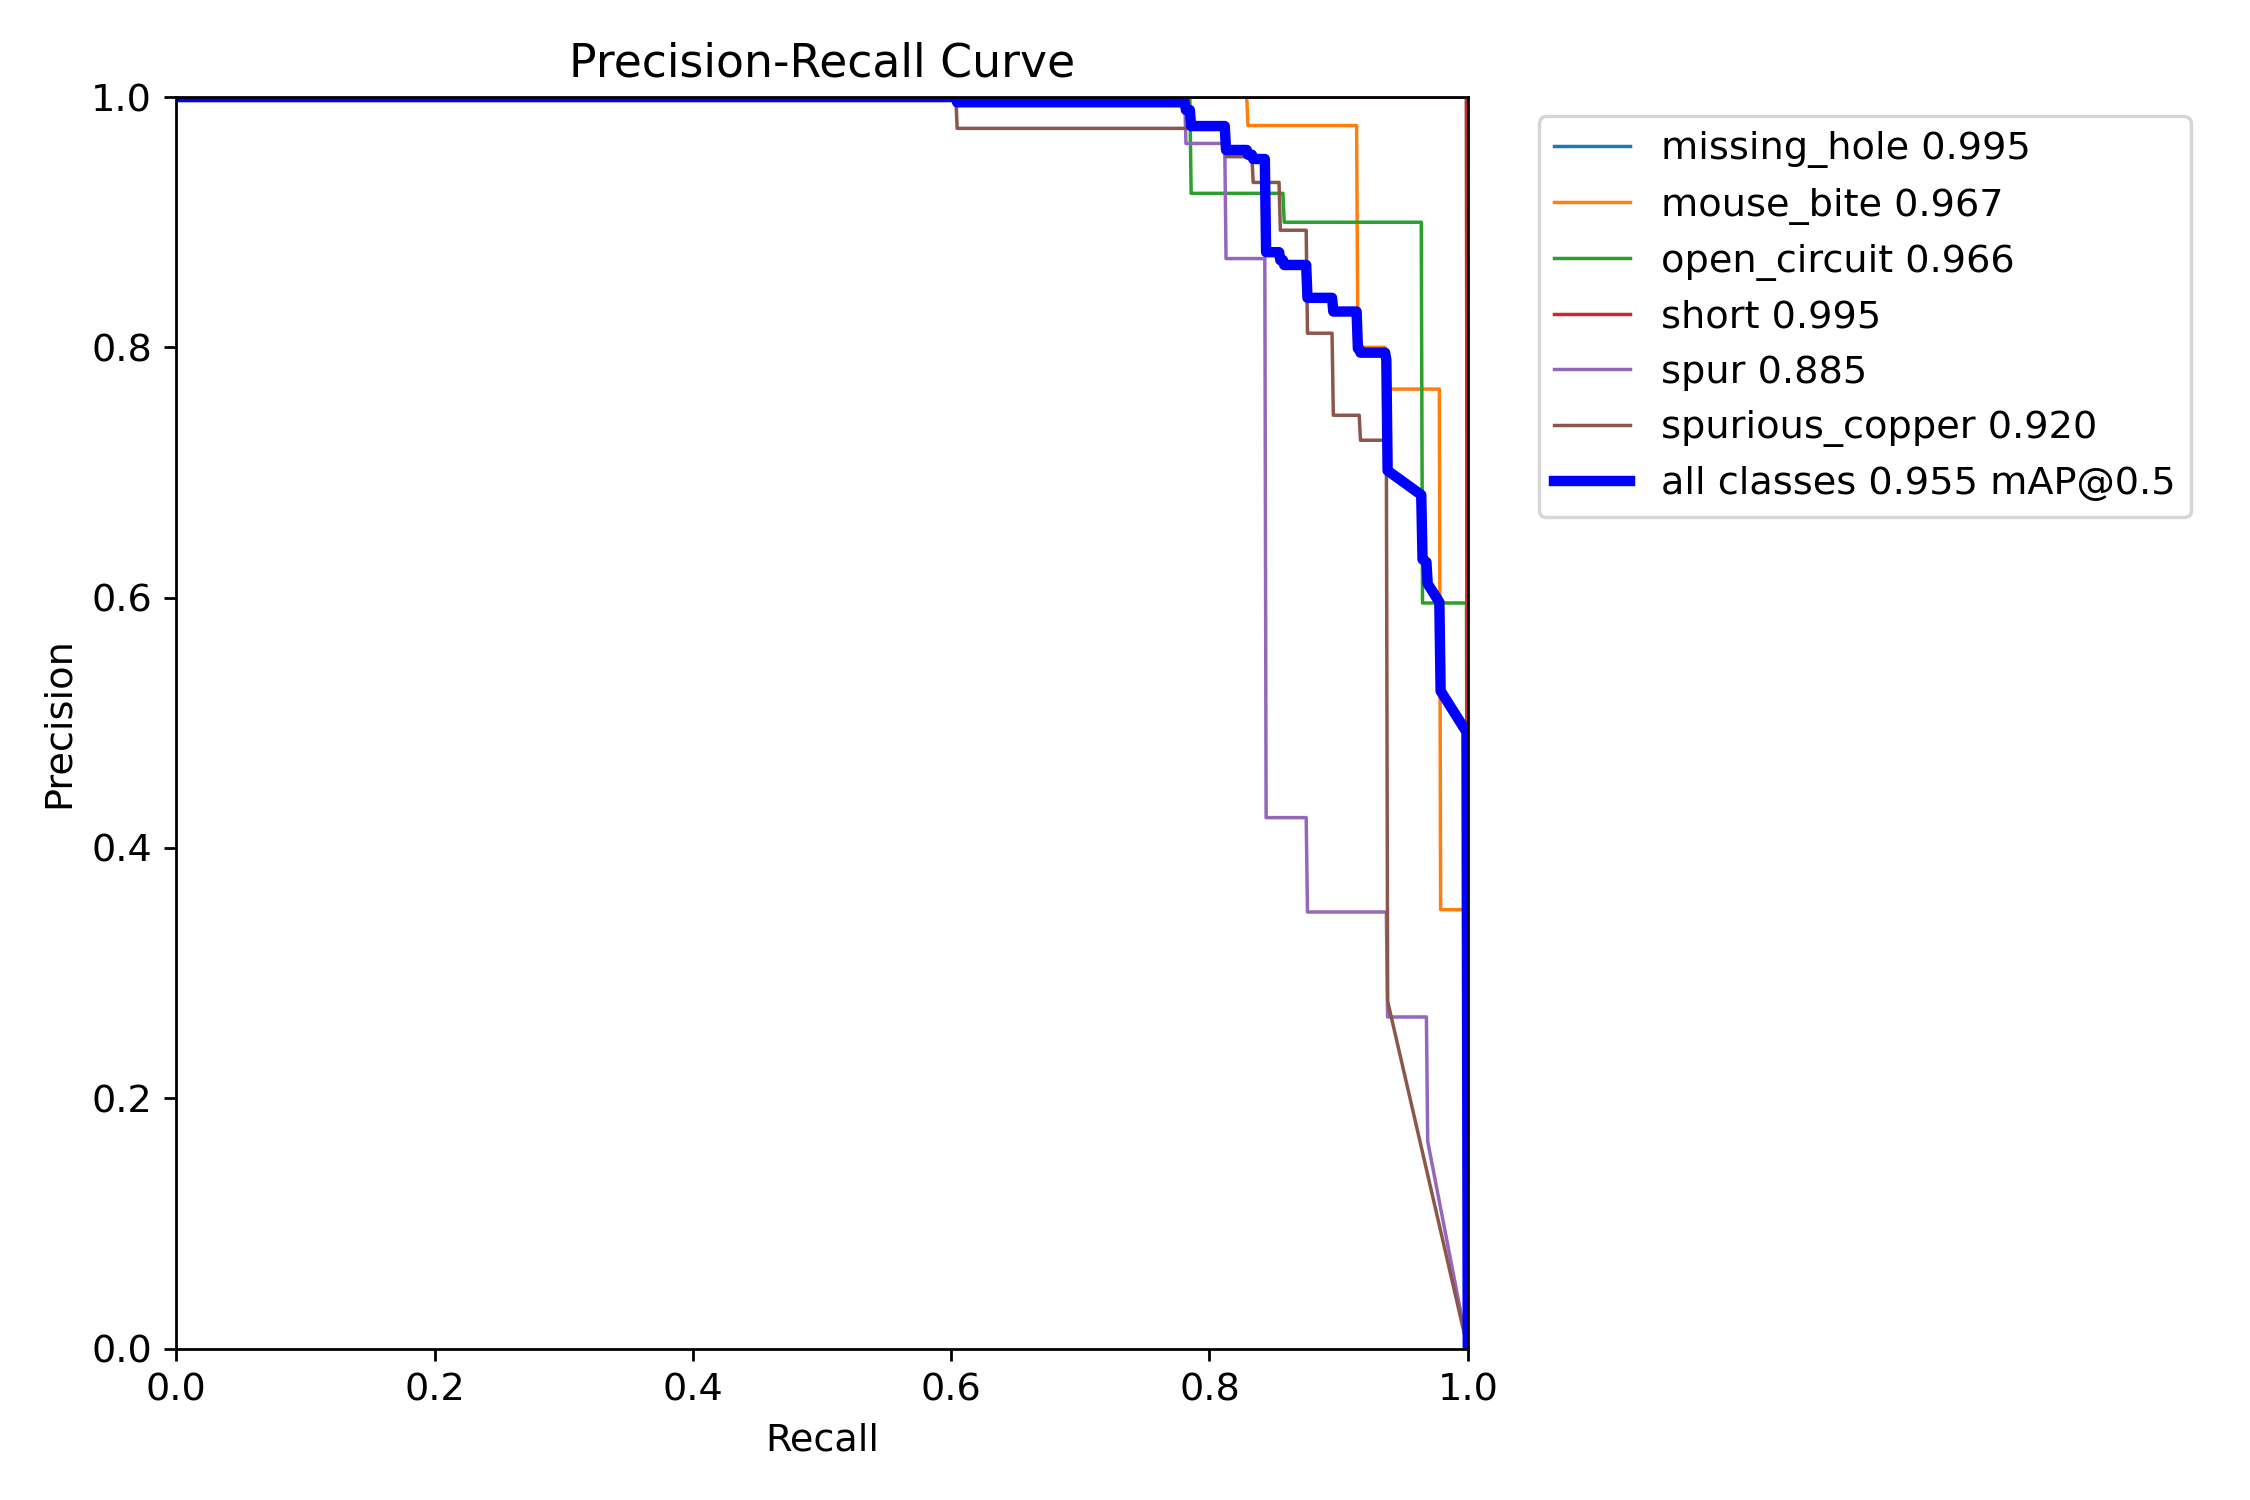 Precision-Recall Curve
1.0
0.8
0.6
0.4
0.2
0.0
Precision
0.0 0.2 0.4 0.6 0.8 1.0
Recall
missing_hole 0.995
mouse_bite 0.967
open_circuit 0.966
short 0.995
spur 0.885
spurious_copper 0.920
all classes 0.955 mAP@0.5